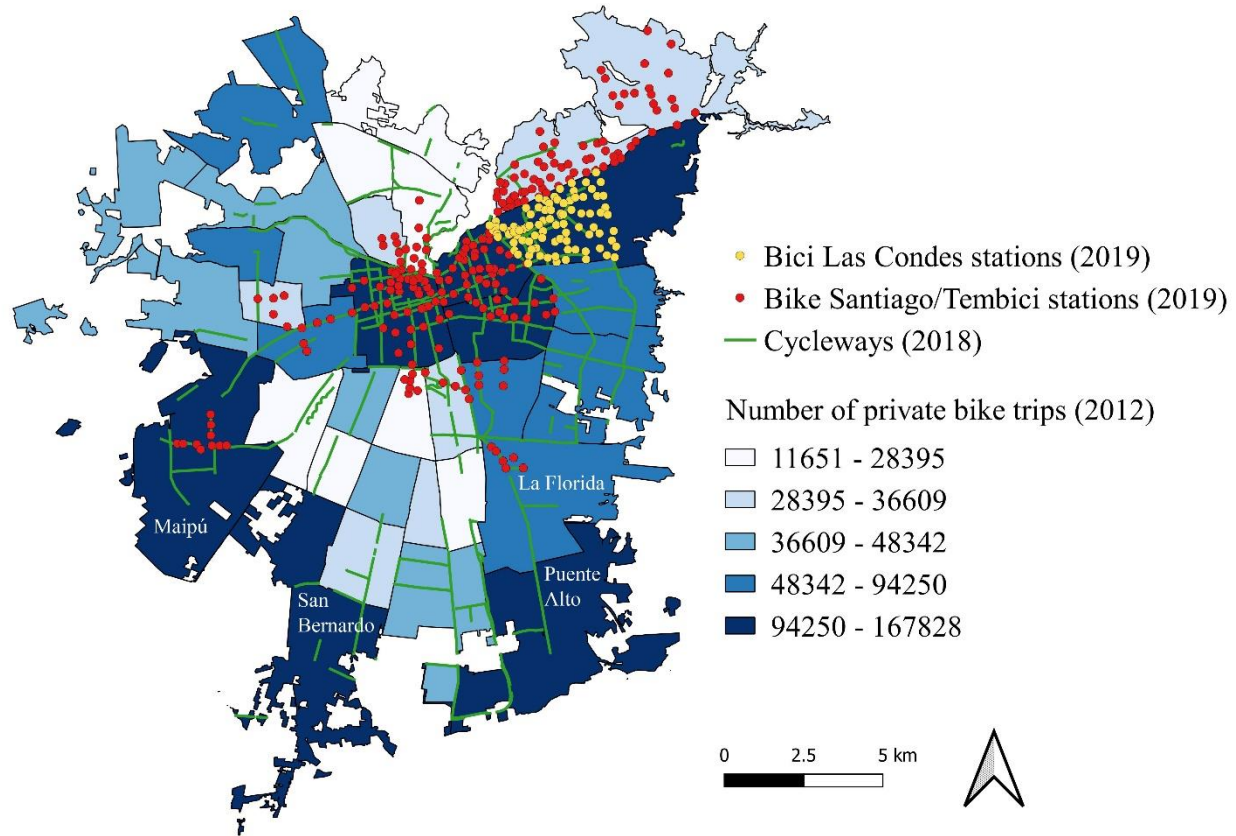 Bici Las Condes stations (2019)
Bike Santiago/Tembici stations (2019)
Cycleways (2018)
Number of private bike trips (2012)
11651 - 28395
28395 - 36609
36609 - 48342
48342 - 94250
94250 - 167828
La Florida
Maipú
Puente
Alto
San
Bernardo
0 2.5 5 km